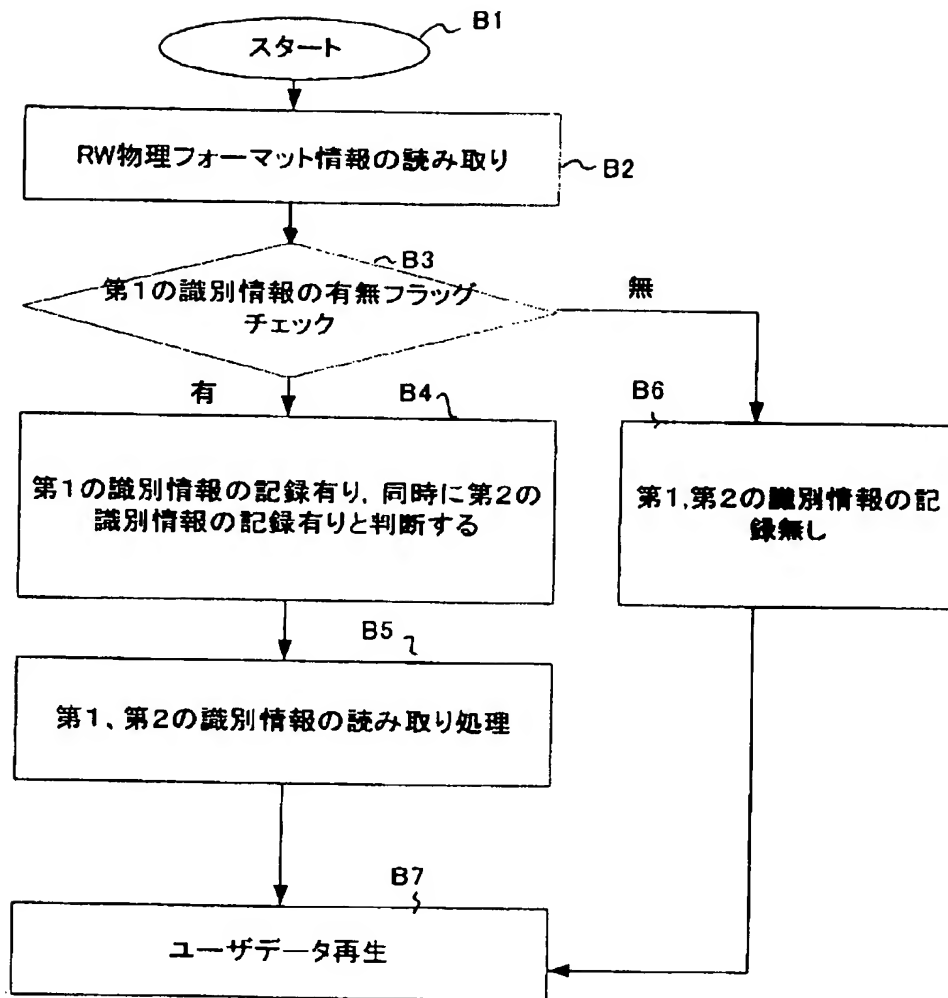 B1
スタート
RW物理フォーマット情報の読み取り
B2
B3
第1の識別情報の有無フラッグ
チェック
無
有
B4
第1の識別情報の記録有り，同時に第2の
識別情報の記録有りと判断する
B6
第1,第2の識別情報の記
録無し
B5
第1、第2の識別情報の読み取り処理
B7
ユーザデータ再生